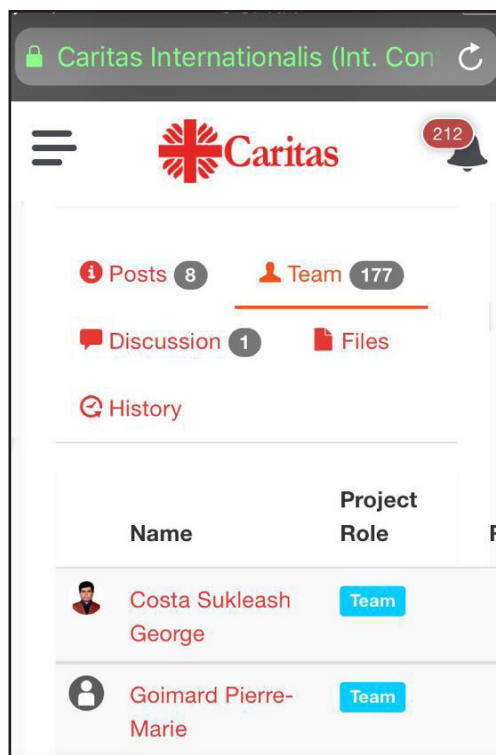 Caritas Internationalis (Int. Con
Caritas
212
Posts 8
Team 177
Discussion 1
Files
History
Name
Project
Role
Costa Sukleash
George
Team
Goimard Pierre-
Marie
Team